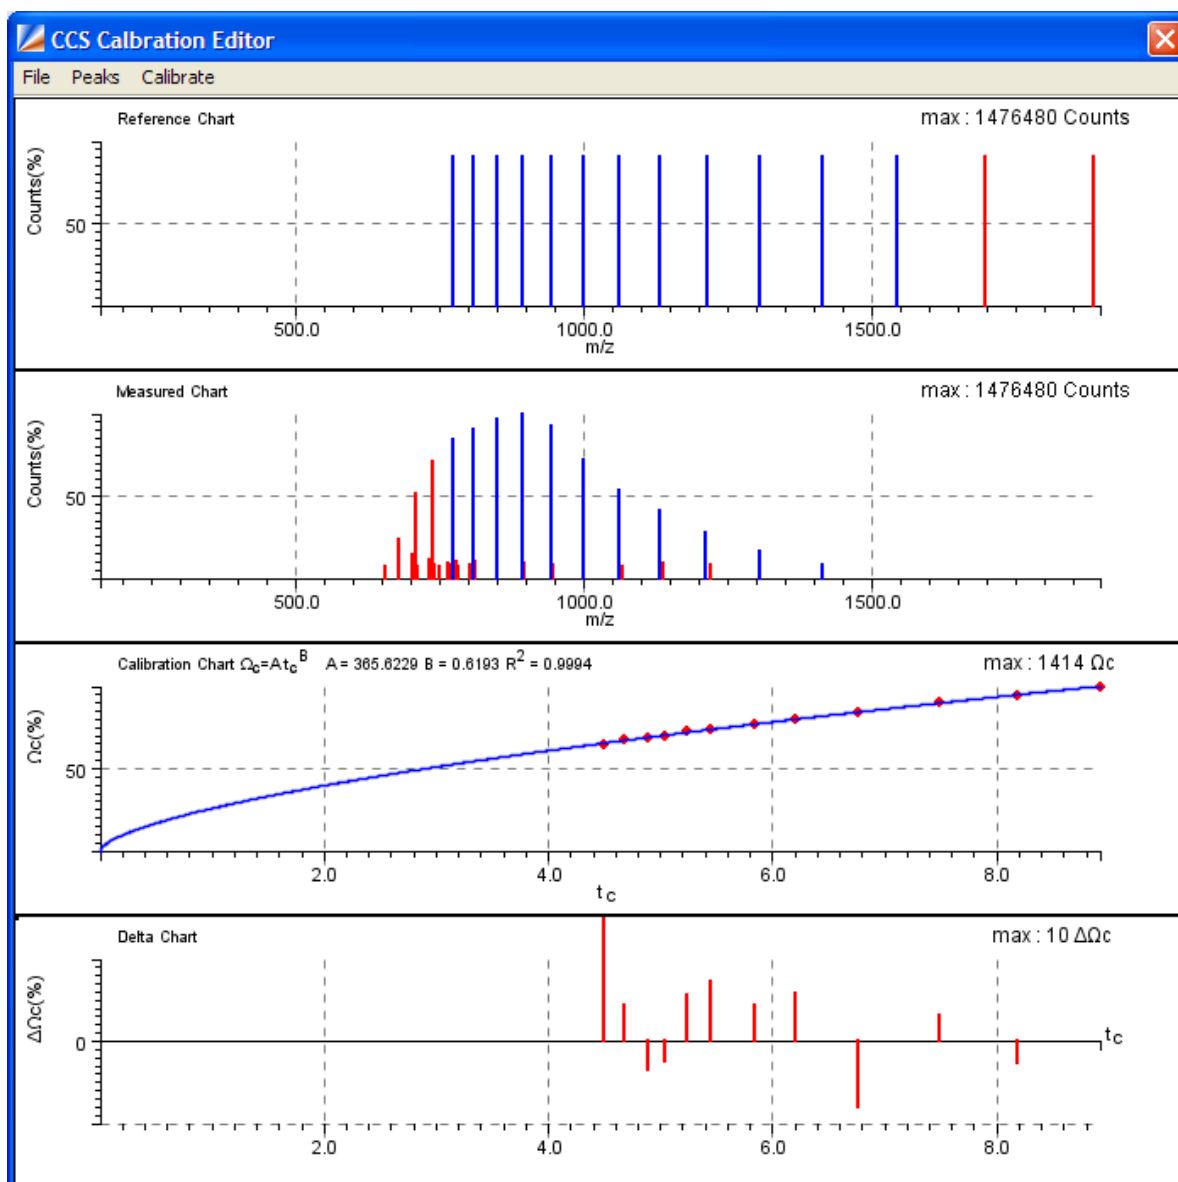 CCS Calbration Editor
File Peaks Calibrate
Reference Chart max : 1476480 Counts
Counts(%)
50
500.0 1000.0 1500.0
m/z
Measured Chart max : 1476480 Counts
Counts(%)
50
500.0 1000.0 1500.0
m/z
Calibration Chart Ωc=Atc^B A = 365.6229 B = 0.6193 R^2 = 0.9994 max : 1414 Ωc
Ωc(%)
50
2.0 4.0 6.0 8.0
tc
Delta Chart max : 10 ΔΩc
ΔΩc(%)
0
tc
2.0 4.0 6.0 8.0